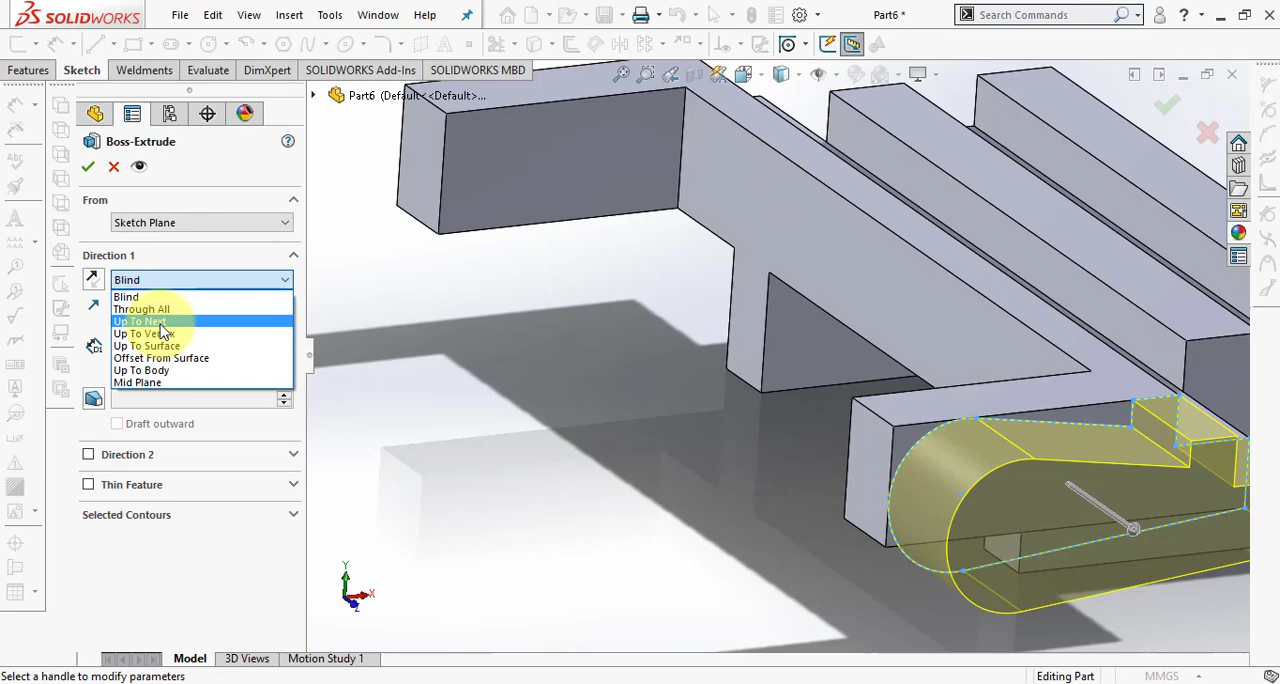 SOLIDWORKS File Edit View Insert Tools Window Help Part6 * Search Commands ?
Features Sketch Weldments Evaluate DimXpert SOLIDWORKS Add-Ins SOLIDWORKS MBD
Part6 (Default<<Default>...
Boss-Extrude
From
Sketch Plane
Direction 1
Blind
Blind
Through All
Up To Next
Up To Vertex
Up To Surface
Offset From Surface
Up To Body
Mid Plane
Draft outward
Direction 2
Thin Feature
Selected Contours
Y
X
Z
Model 3D Views Motion Study 1
Select a handle to modify parameters Editing Part MMGS